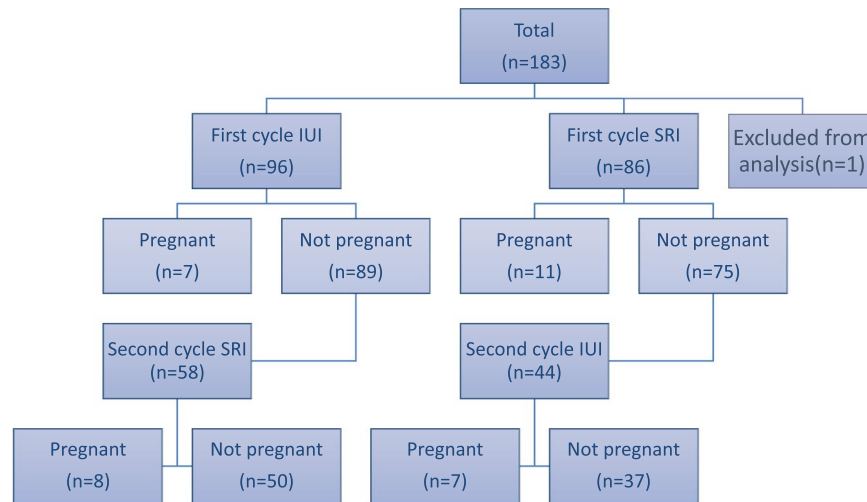 Total
(n=183)
First cycle IUI
(n=96)
First cycle SRI
(n=86)
Excluded from
analysis(n=1)
Pregnant
(n=7)
Not pregnant
(n=89)
Pregnant
(n=11)
Not pregnant
(n=75)
Second cycle SRI
(n=58)
Second cycle IUI
(n=44)
Pregnant
(n=8)
Not pregnant
(n=50)
Pregnant
(n=7)
Not pregnant
(n=37)